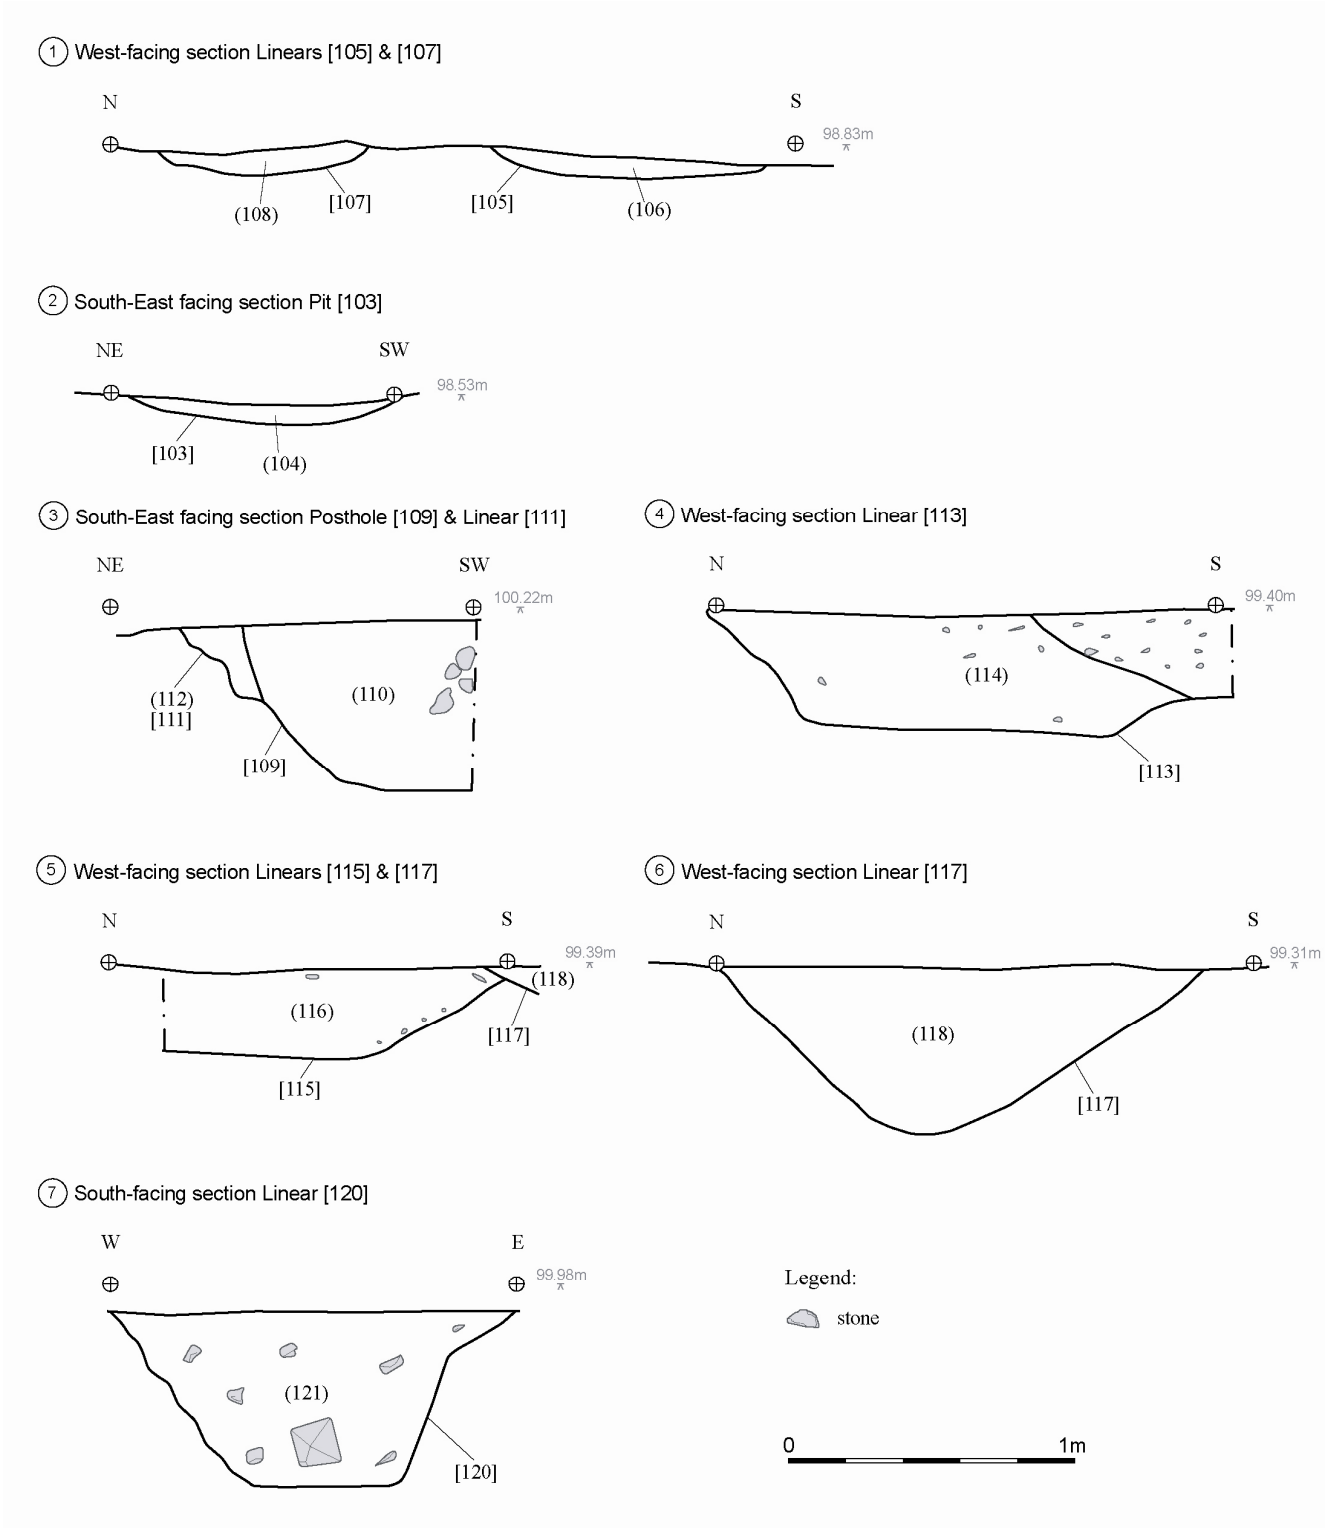 1 West-facing section Linears [105] & [107]
N S
98.83m
(108) [107] [105] (106)
2 South-East facing section Pit [103]
NE SW
98.53m
[103] (104)
3 South-East facing section Posthole [109] & Linear [111]
NE SW
100.22m
(112)
[111]
(110)
[109]
4 West-facing section Linear [113]
N S
99.40m
(114)
[113]
5 West-facing section Linears [115] & [117]
N S
99.39m
(118)
(116)
[117]
[115]
6 West-facing section Linear [117]
N S
99.31m
(118)
[117]
7 South-facing section Linear [120]
W E
99.98m
(121)
[120]
Legend:
stone
0 1m